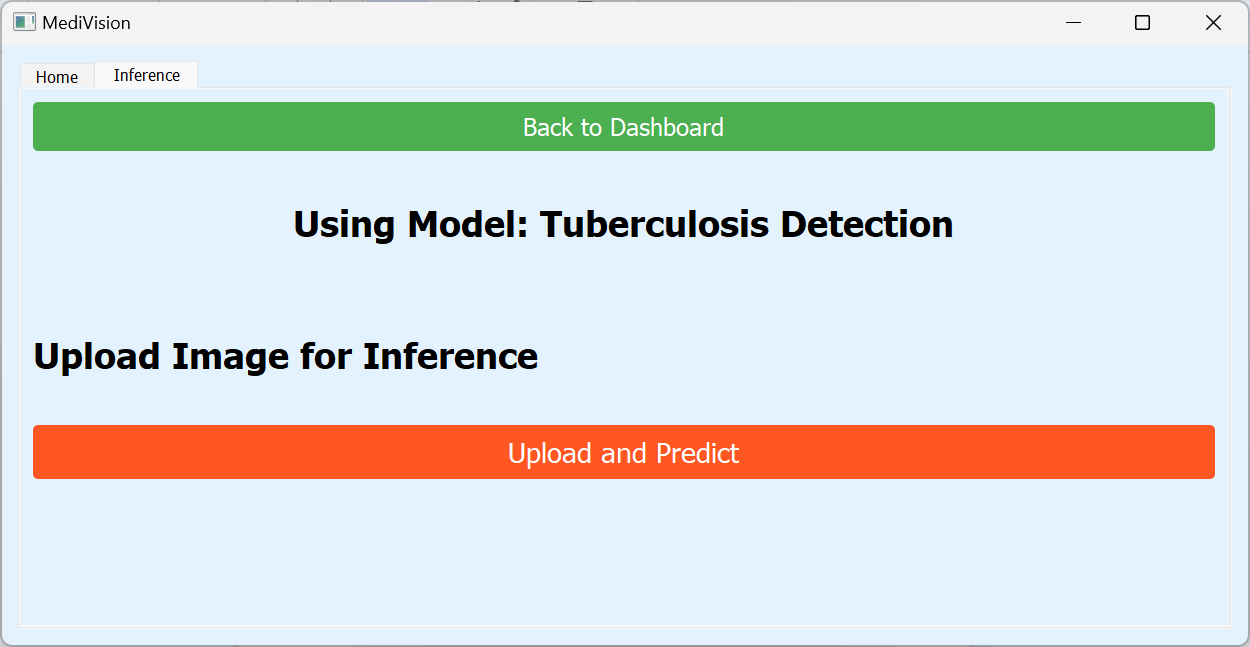 MediVision
Home
Inference
Back to Dashboard
Using Model: Tuberculosis Detection
Upload Image for Inference
Upload and Predict